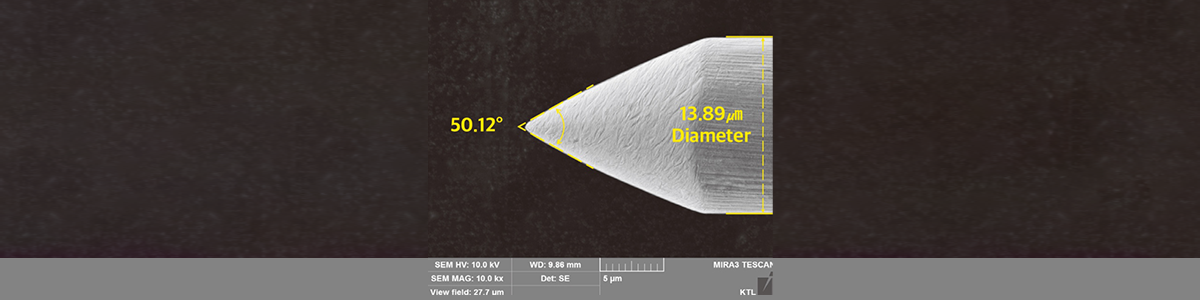 50.12°
13.89㎛
Diameter
SEM HV: 10.0 kV
WD: 9.86 mm
MIRA3 TESCAN
SEM MAG: 10.0 kx
Det: SE
5 µm
View field: 27.7 um
KTL